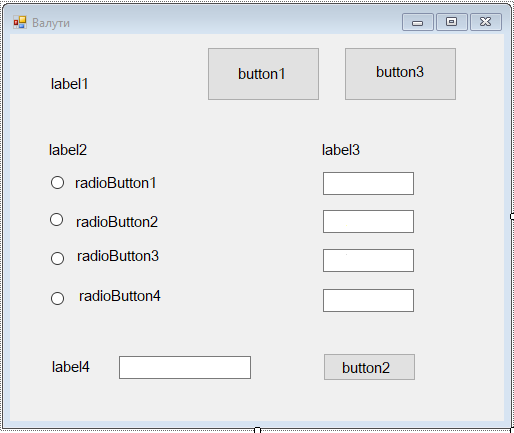 Валути
label1
button1
button3
label2
label3
radioButton1
radioButton2
radioButton3
radioButton4
label4
button2